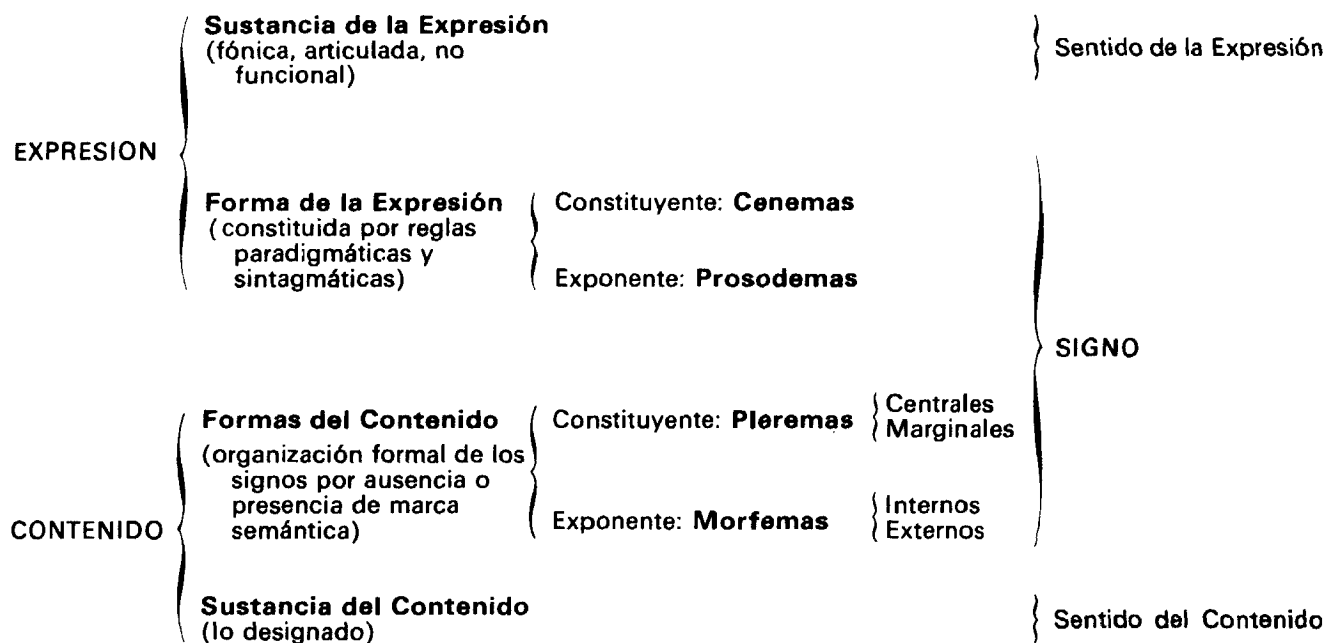 Sustancia de la Expresión
(fónica, articulada, no
funcional)
Sentido de la Expresión
EXPRESION
Forma de la Expresión
(constituida por reglas
paradigmáticas y
sintagmáticas)
Constituyente: Cenemas
Exponente: Prosodemas
SIGNO
Formas del Contenido
(organización formal de los
signos por ausencia o
presencia de marca
semántica)
Constituyente: Pleremas
Centrales
Marginales
CONTENIDO
Exponente: Morfemas
Internos
Externos
Sustancia del Contenido
(lo designado)
Sentido del Contenido